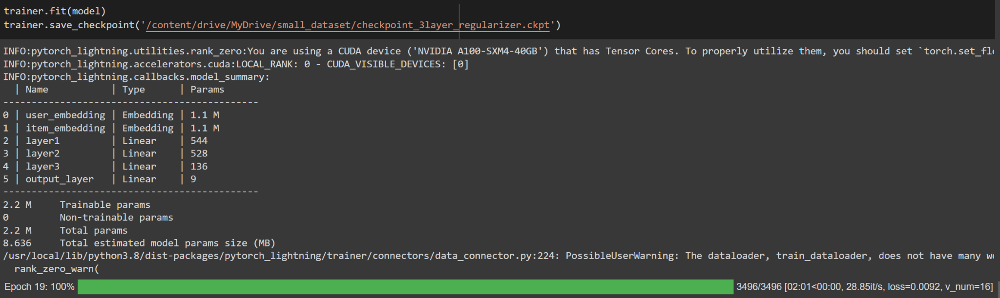 trainer.fit(model)
trainer.save_checkpoint('/content/drive/MyDrive/small_dataset/checkpoint_3layer_regularizer.ckpt')
INFO:pytorch_lightning.utilities.rank_zero:You are using a CUDA device ('NVIDIA A100-SXM4-40GB') that has Tensor Cores. To properly utilize them, you should set `torch.set_flo
INFO:pytorch_lightning.accelerators.cuda:LOCAL_RANK: 0 - CUDA_VISIBLE_DEVICES: [0]
INFO:pytorch_lightning.callbacks.model_summary:
  | Name           | Type      | Params
---------------------------------------------
0 | user_embedding | Embedding | 1.1 M
1 | item_embedding | Embedding | 1.1 M
2 | layer1         | Linear    | 544
3 | layer2         | Linear    | 528
4 | layer3         | Linear    | 136
5 | output_layer   | Linear    | 9
---------------------------------------------
2.2 M     Trainable params
0         Non-trainable params
2.2 M     Total params
8.636     Total estimated model params size (MB)
/usr/local/lib/python3.8/dist-packages/pytorch_lightning/trainer/connectors/data_connector.py:224: PossibleUserWarning: The dataloader, train_dataloader, does not have many wo
  rank_zero_warn(
Epoch 19: 100% 3496/3496 [02:01<00:00, 28.85it/s, loss=0.0092, v_num=16]